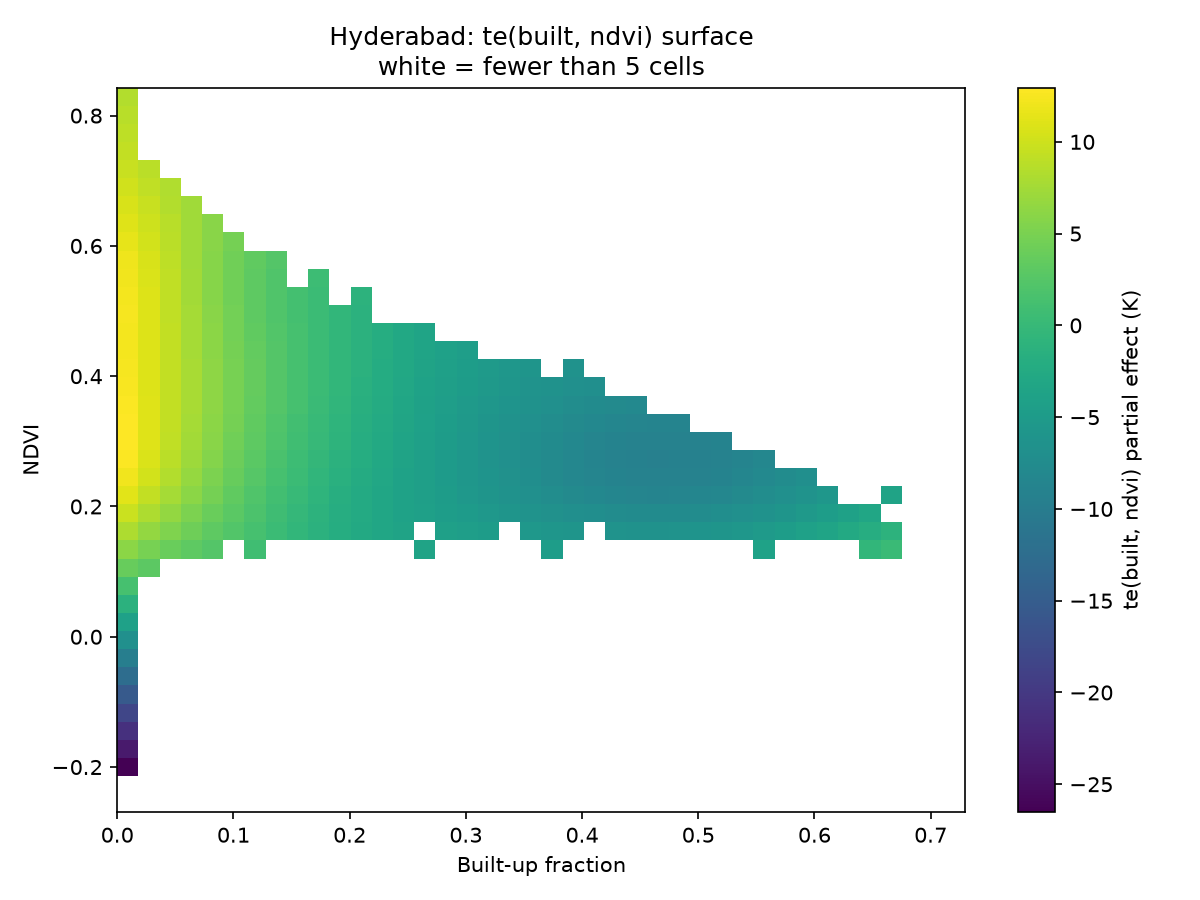 Hyderabad: te(built, ndvi) surface
white = fewer than 5 cells
NDVI
0.8
0.6
0.4
0.2
0.0
−0.2
0.0 0.1 0.2 0.3 0.4 0.5 0.6 0.7
Built-up fraction
10
5
0
−5
−10
−15
−20
−25
te(built, ndvi) partial effect (K)